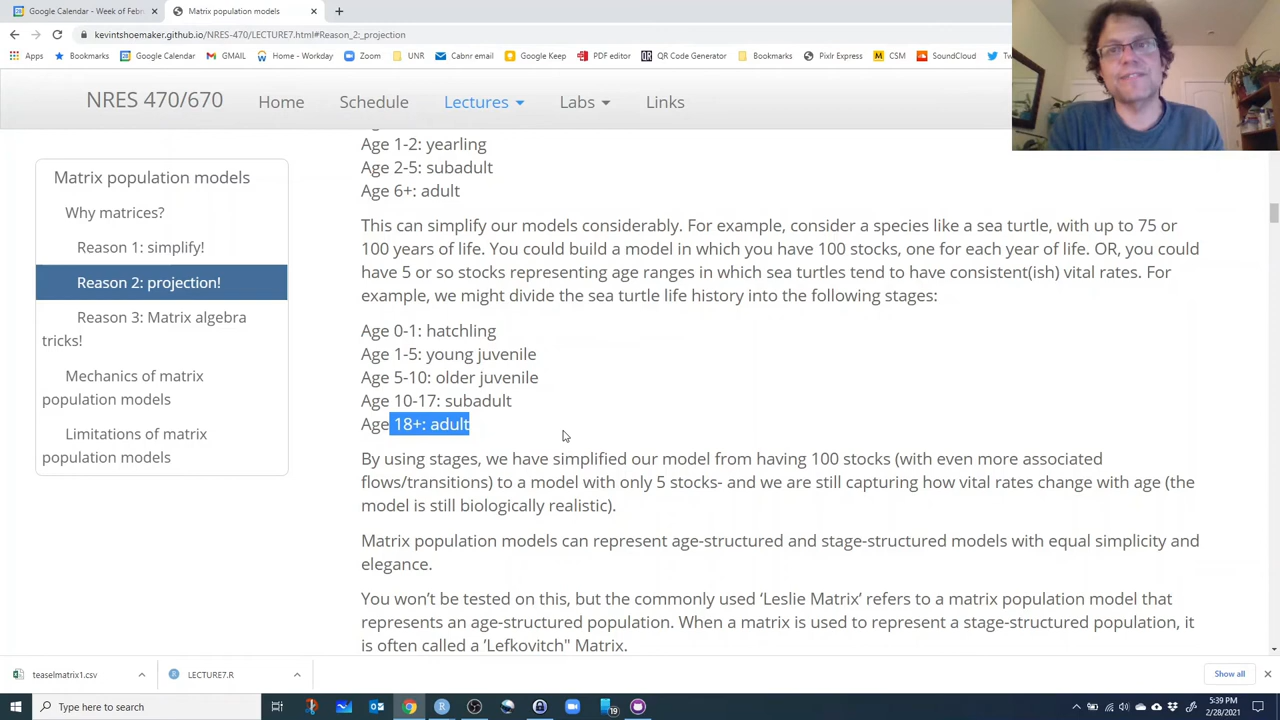 Google Calendar - Week of Febru
Matrix population models
kevintshoemaker.github.io/NRES-470/LECTURE7.html#Reason_2:_projection
Apps
Bookmarks
Google Calendar
GMAIL
Home - Workday
Zoom
UNR
Cabnr email
Google Keep
PDF editor
QR Code Generator
Bookmarks
Pixlr Express
CSM
SoundCloud
Tw
NRES 470/670
Home
Schedule
Lectures
Labs
Links
Matrix population models
Why matrices?
Reason 1: simplify!
Reason 2: projection!
Reason 3: Matrix algebra
tricks!
Mechanics of matrix
population models
Limitations of matrix
population models
Age 1-2: yearling
Age 2-5: subadult
Age 6+: adult
This can simplify our models considerably. For example, consider a species like a sea turtle, with up to 75 or
100 years of life. You could build a model in which you have 100 stocks, one for each year of life. OR, you could
have 5 or so stocks representing age ranges in which sea turtles tend to have consistent(ish) vital rates. For
example, we might divide the sea turtle life history into the following stages:
Age 0-1: hatchling
Age 1-5: young juvenile
Age 5-10: older juvenile
Age 10-17: subadult
Age 18+: adult
By using stages, we have simplified our model from having 100 stocks (with even more associated
flows/transitions) to a model with only 5 stocks- and we are still capturing how vital rates change with age (the
model is still biologically realistic).
Matrix population models can represent age-structured and stage-structured models with equal simplicity and
elegance.
You won't be tested on this, but the commonly used ‘Leslie Matrix’ refers to a matrix population model that
represents an age-structured population. When a matrix is used to represent a stage-structured population, it
is often called a ‘Lefkovitch" Matrix.
teaselmatrix1.csv
LECTURE7.R
Show all
Type here to search
19
5:39 PM
2/28/2021